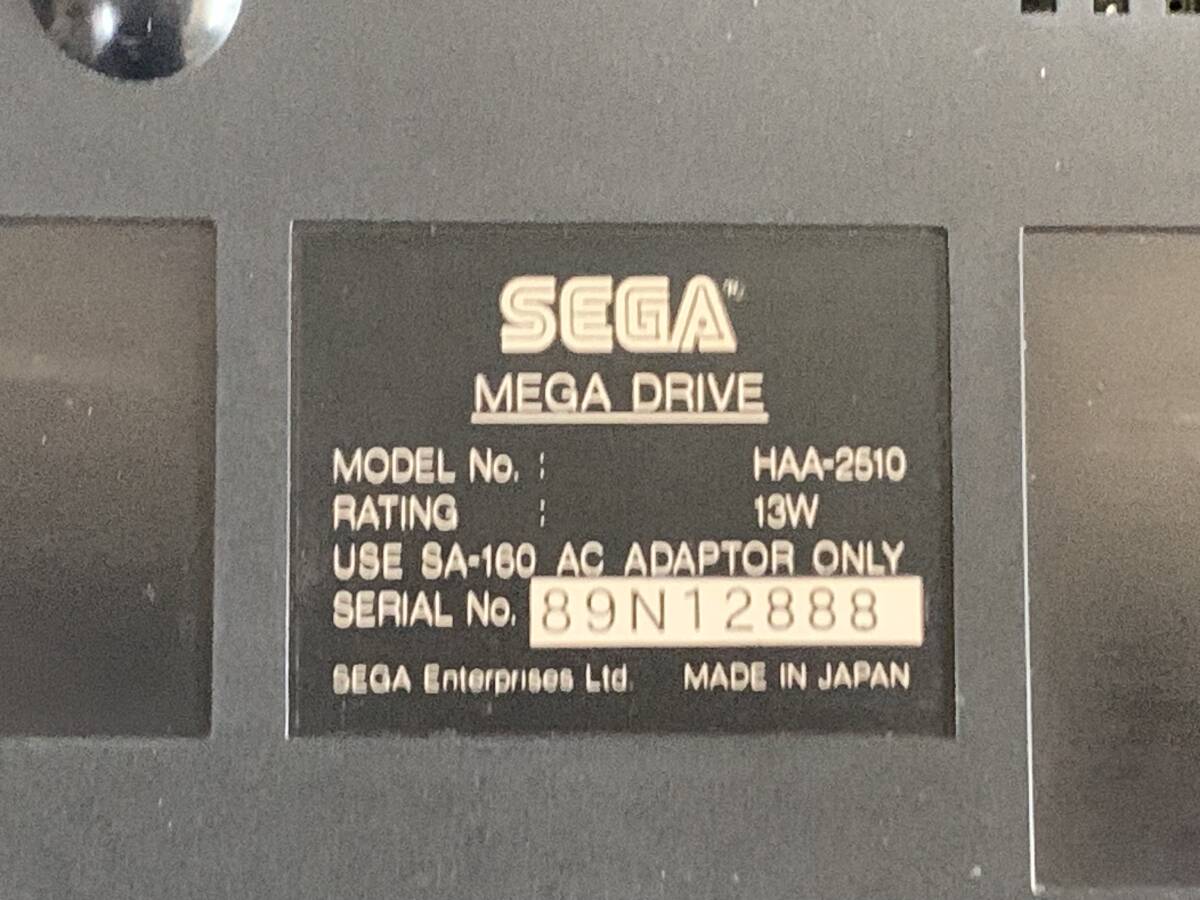 SEGA™
MEGA DRIVE
MODEL No. : HAA-2510
RATING : 13W
USE SA-160 AC ADAPTOR ONLY
SERIAL No. 89N12888
SEGA Enterprises Ltd. MADE IN JAPAN